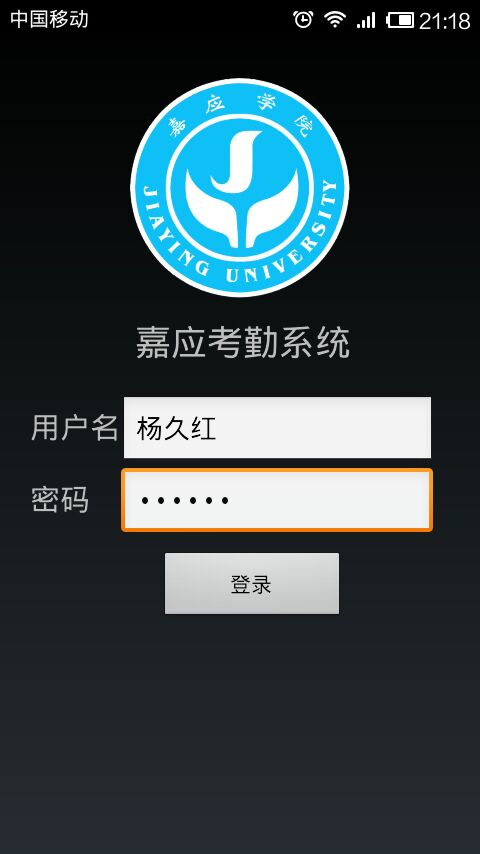 中国移动 21:18
嘉应学院
JIAYING UNIVERSITY
嘉应考勤系统
用户名 杨久红
密码 ••••••
登录